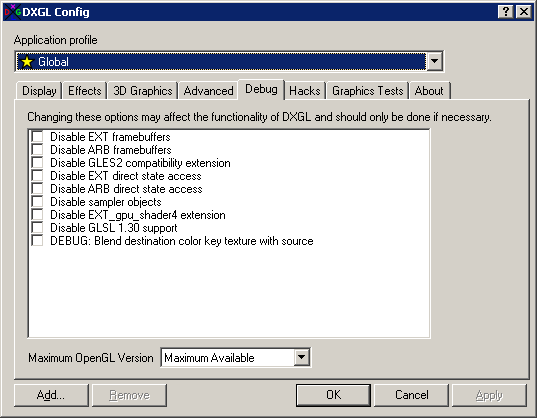 DXGL Config
Application profile
Global
Display Effects 3D Graphics Advanced Debug Hacks Graphics Tests About
Changing these options may affect the functionality of DXGL and should only be done if necessary.
Disable EXT framebuffers
Disable ARB framebuffers
Disable GLES2 compatibility extension
Disable EXT direct state access
Disable ARB direct state access
Disable sampler objects
Disable EXT_gpu_shader4 extension
Disable GLSL 1.30 support
DEBUG: Blend destination color key texture with source
Maximum OpenGL Version Maximum Available
Add... Remove OK Cancel Apply